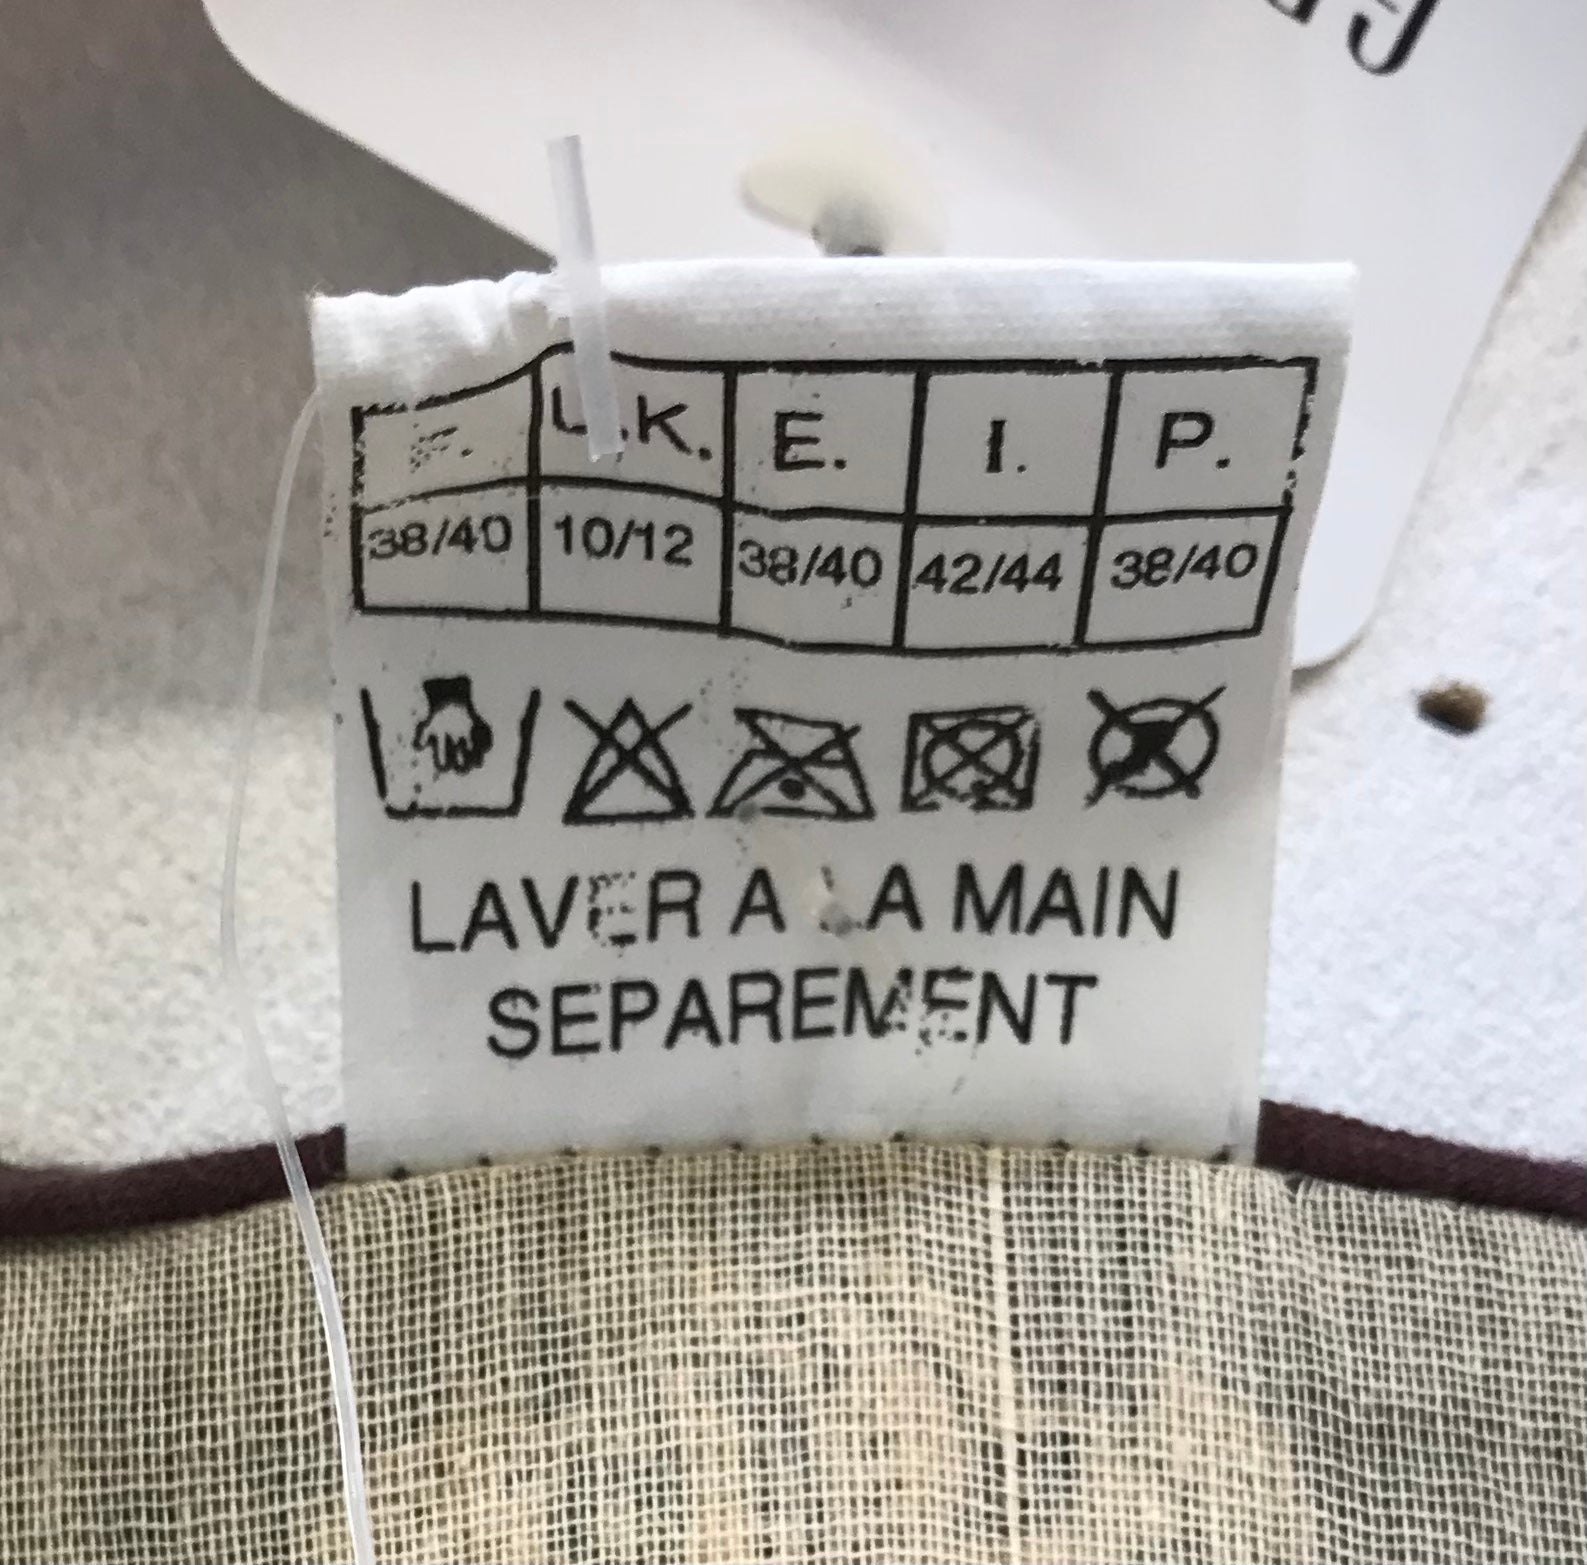 F. U.K. E. I. P.
38/40 10/12 38/40 42/44 38/40
LAVER A LA MAIN
SEPAREMENT